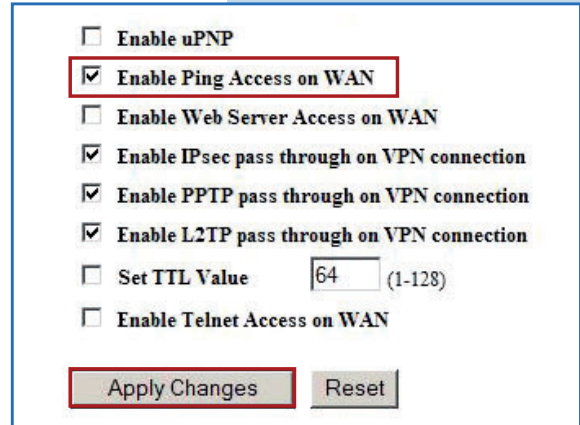 Enable uPNP
Enable Ping Access on WAN
Enable Web Server Access on WAN
Enable IPsec pass through on VPN connection
Enable PPTP pass through on VPN connection
Enable L2TP pass through on VPN connection
Set TTL Value 64 (1-128)
Enable Telnet Access on WAN
Apply Changes Reset